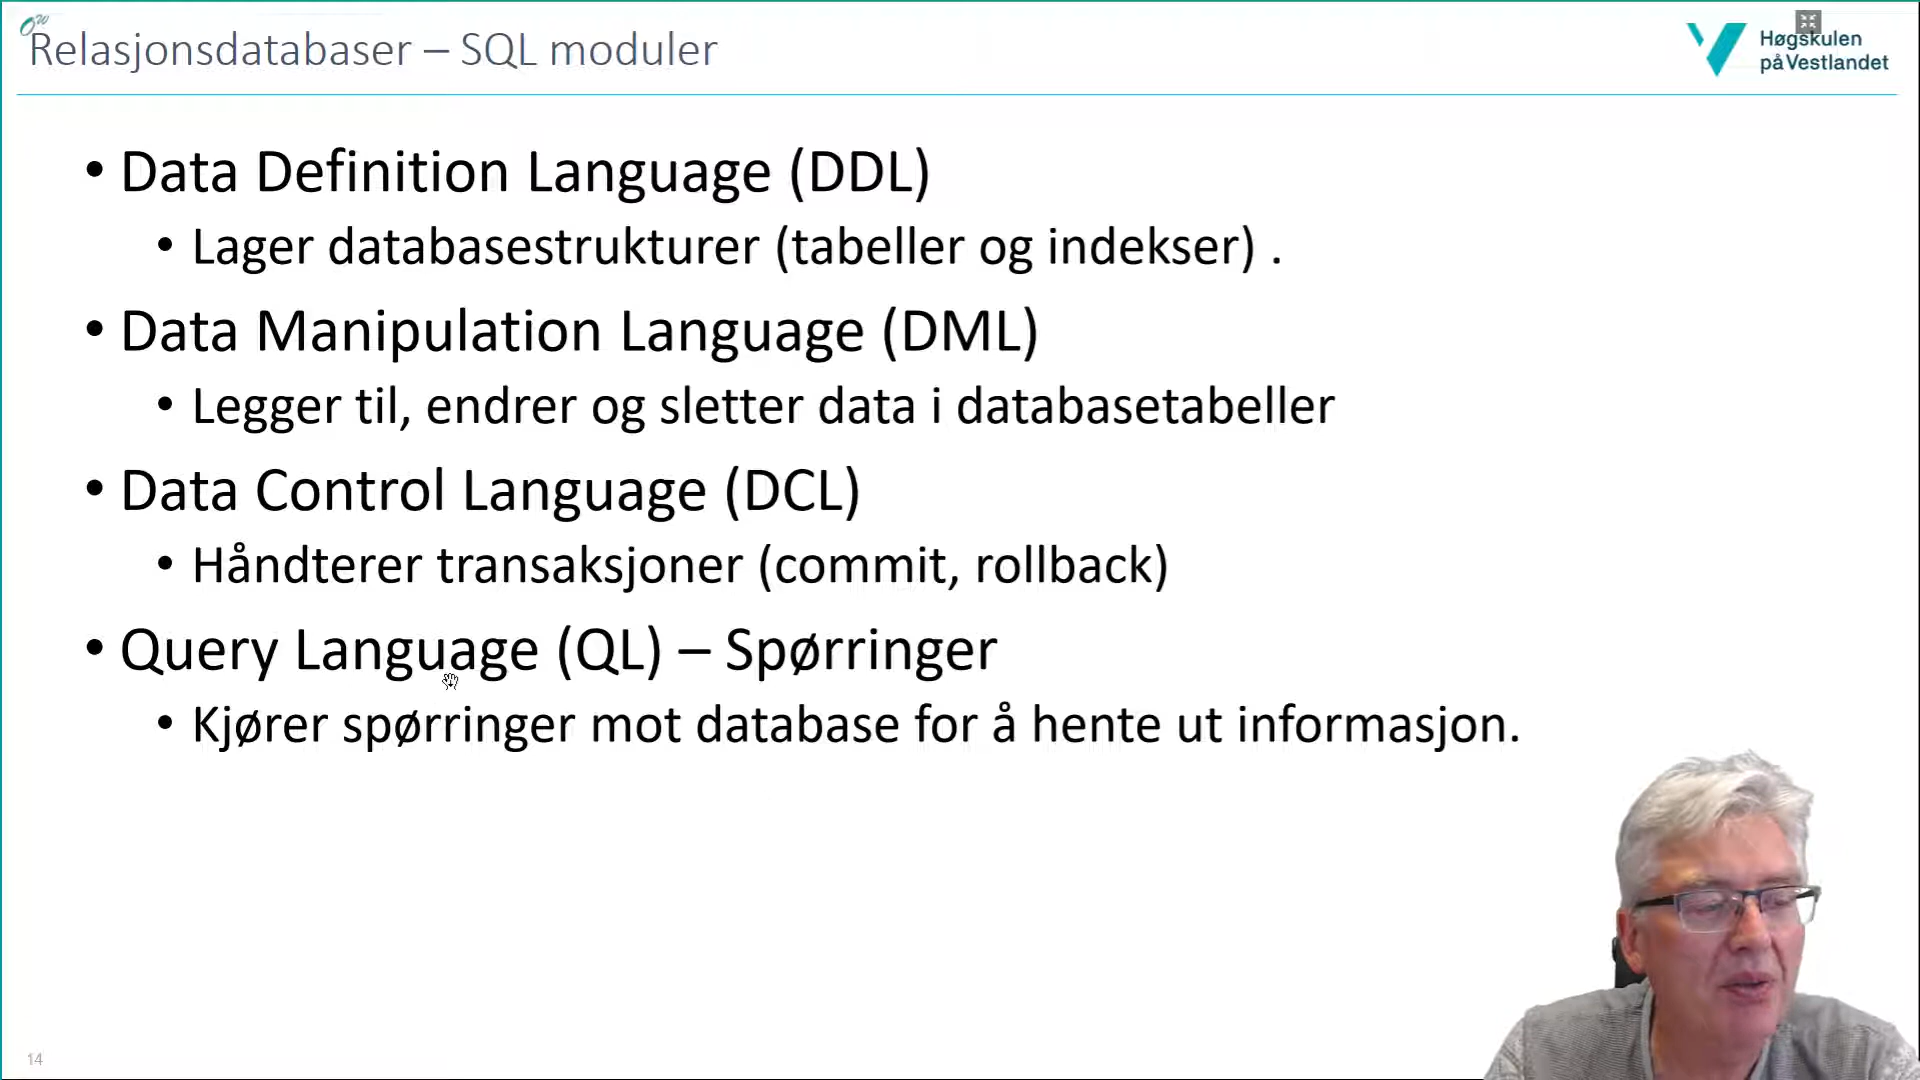 Relasjonsdatabaser – SQL moduler
Høgskulen
på Vestlandet
• Data Definition Language (DDL)
• Lager databasestrukturer (tabeller og indekser) .
• Data Manipulation Language (DML)
• Legger til, endrer og sletter data i databasetabeller
• Data Control Language (DCL)
• Håndterer transaksjoner (commit, rollback)
• Query Language (QL) – Spørringer
• Kjører spørringer mot database for å hente ut informasjon.
14